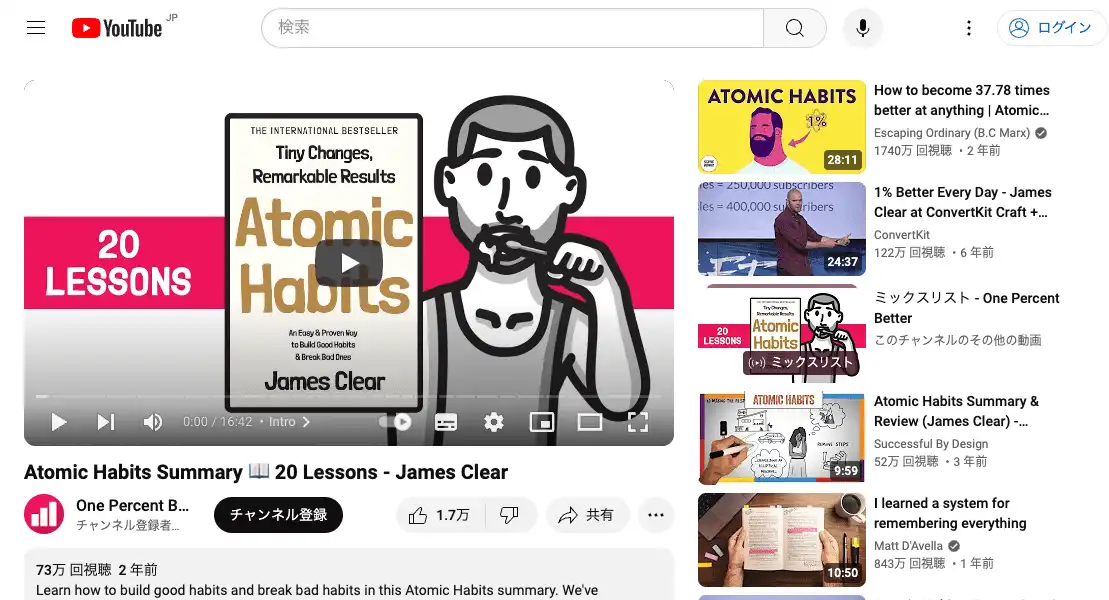 YouTube JP
検索
ログイン
THE INTERNATIONAL BESTSELLER
Tiny Changes,
Remarkable Results
Atomic
Habits
An Easy & Proven Way
to Build Good Habits
& Break Bad Ones
James Clear
20
LESSONS
0:00 / 16:42 • Intro
Atomic Habits Summary 📖 20 Lessons - James Clear
One Percent B...
チャンネル登録者...
チャンネル登録
1.7万
共有
73万 回視聴 2 年前
Learn how to build good habits and break bad habits in this Atomic Habits summary. We've
ATOMIC HABITS
1%
28:11
How to become 37.78 times
better at anything | Atomic...
Escaping Ordinary (B.C Marx)
1740万 回視聴 ・2 年前
les = 250,000 subscribers
les = 400,000 subscribers
24:37
1% Better Every Day - James
Clear at ConvertKit Craft +...
ConvertKit
122万 回視聴 ・6 年前
Tiny Changes,
Remarkable Results
Atomic
Habits
20
LESSONS
ミックスリスト
ミックスリスト - One Percent
Better
このチャンネルのその他の動画
ATOMIC HABITS
REMOVE STEPS
9:59
Atomic Habits Summary &
Review (James Clear) -...
Successful By Design
52万 回視聴 ・3 年前
10:50
I learned a system for
remembering everything
Matt D'Avella
843万 回視聴 ・1 年前